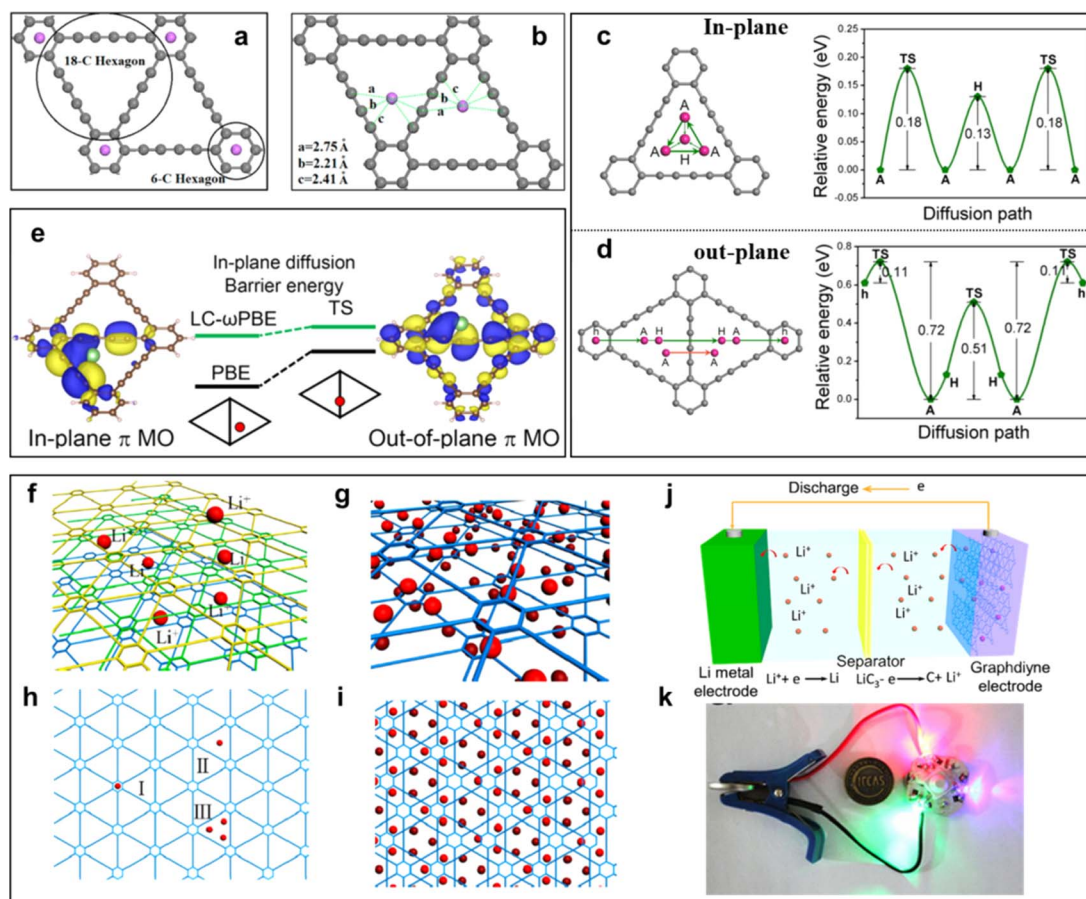 a
18-C Hexagon
6-C Hexagon
b
a
b
c
c
b
a
a=2.75 Å
b=2.21Å
c=2.41 Å
c
In-plane
A
A
H
A
Relative energy (eV)
0.25
0.20
0.15
0.10
0.05
0.00
TS
H
TS
0.18
0.13
0.18
A
A
A
A
Diffusion path
d
out-plane
h
A
H
H
A
h
A
A
Relative energy (eV)
0.8
0.6
0.4
0.2
0.0
TS
TS
TS
0.11
0.11
h
h
0.72
0.51
0.72
H
H
A
A
Diffusion path
e
In-plane diffusion
Barrier energy
LC-ωPBE
TS
PBE
In-plane π MO
Out-of-plane π MO
f
Li⁺
Li⁺
Li⁺
Li
Li⁺
Li⁺
g
h
I
II
III
i
j
Discharge
e
Li⁺
Li⁺
Li⁺
Li⁺
Li⁺
Li⁺
Li metal
electrode
Separator
Graphdiyne
electrode
Li⁺+ e → Li
LiC₃- e → C+ Li⁺
k
ICCAS